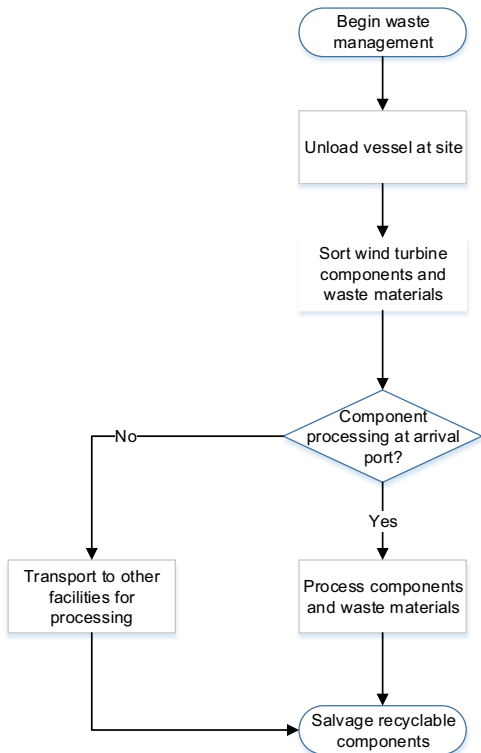 Begin waste
management
Unload vessel at site
Sort wind turbine
components and
waste materials
Component
processing at arrival
port?
No
Yes
Transport to other
facilities for
processing
Process components
and waste materials
Salvage recyclable
components